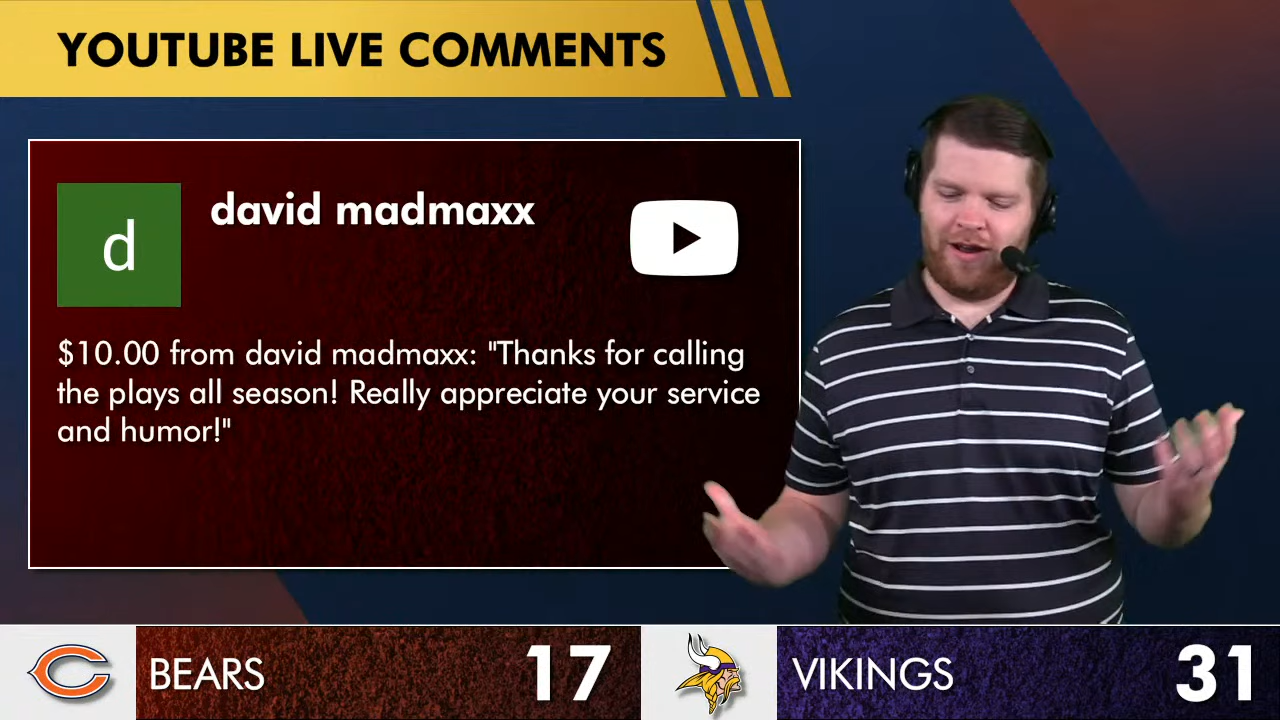 YOUTUBE LIVE COMMENTS
d
david madmaxx
$10.00 from david madmaxx: "Thanks for calling
the plays all season! Really appreciate your service
and humor!"
BEARS 17 VIKINGS 31